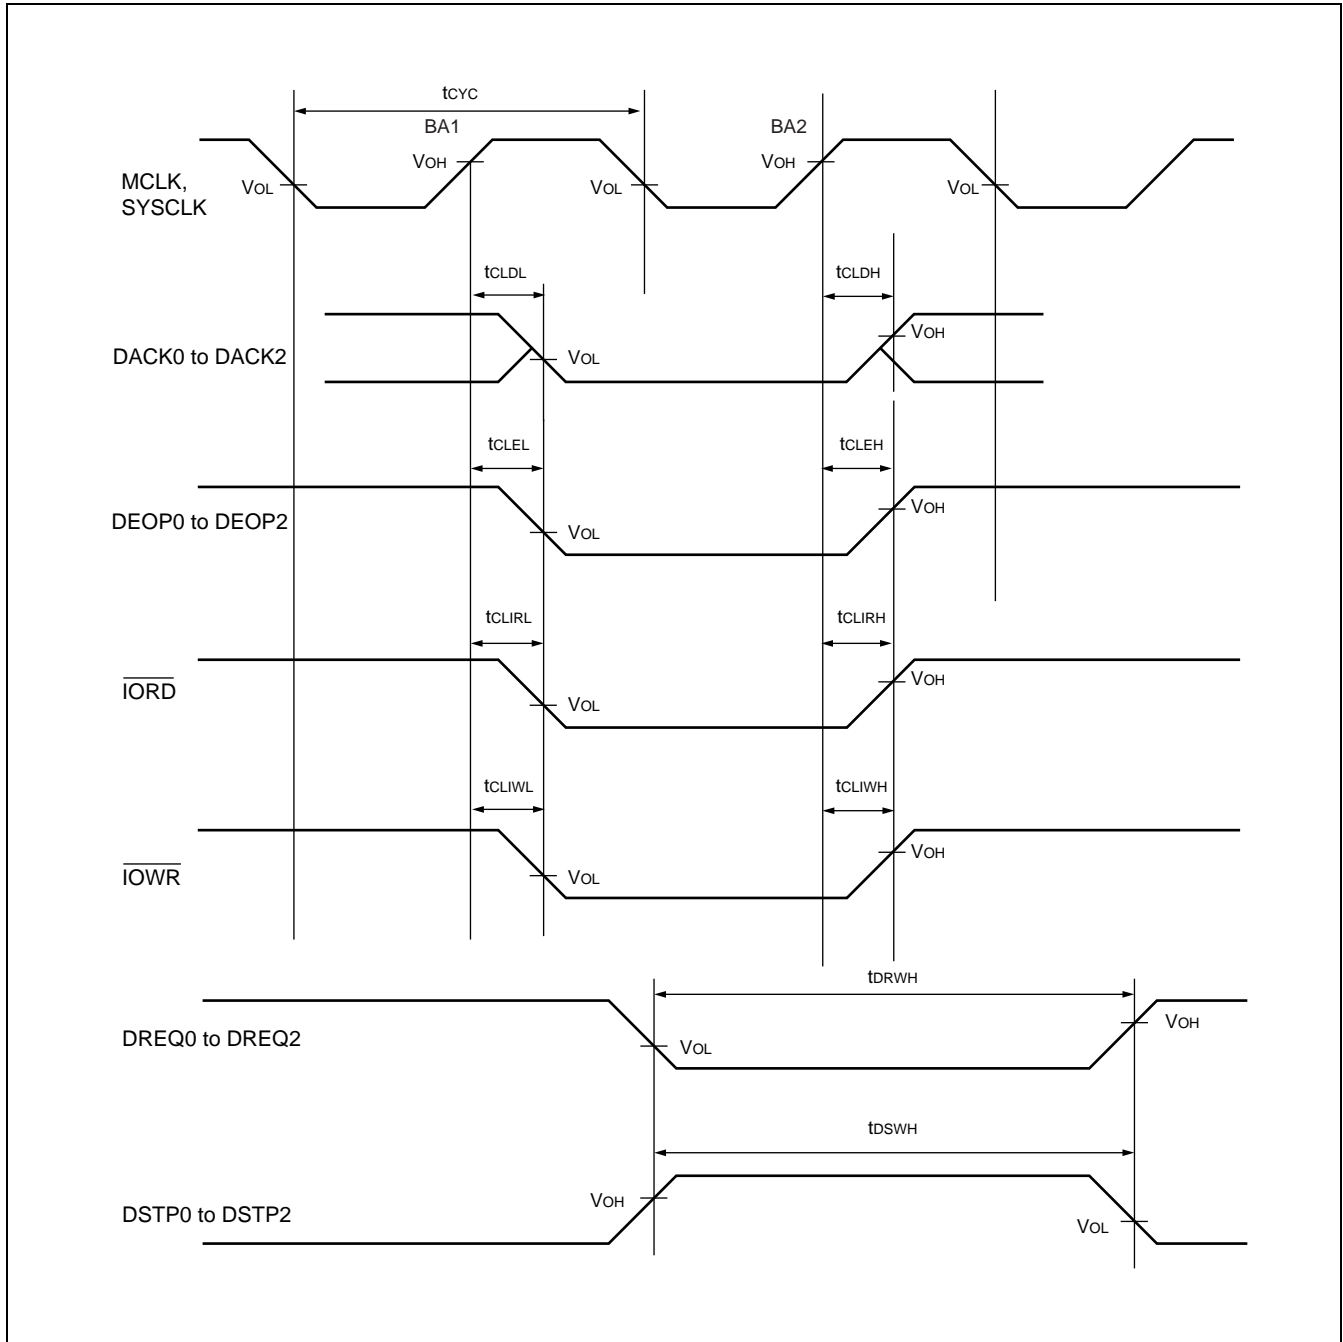 tCYC
BA1
BA2
VOH
VOH
MCLK,
SYSCLK
VOL
VOL
VOL
tCLDL
tCLDH
VOH
DACK0 to DACK2
VOL
tCLEL
tCLEH
VOH
DEOP0 to DEOP2
VOL
tCLIRL
tCLIRH
IORD
VOH
VOL
tCLIWL
tCLIWH
VOH
IOWR
VOL
tDRWH
VOH
DREQ0 to DREQ2
VOL
tDSWH
VOH
DSTP0 to DSTP2
VOL